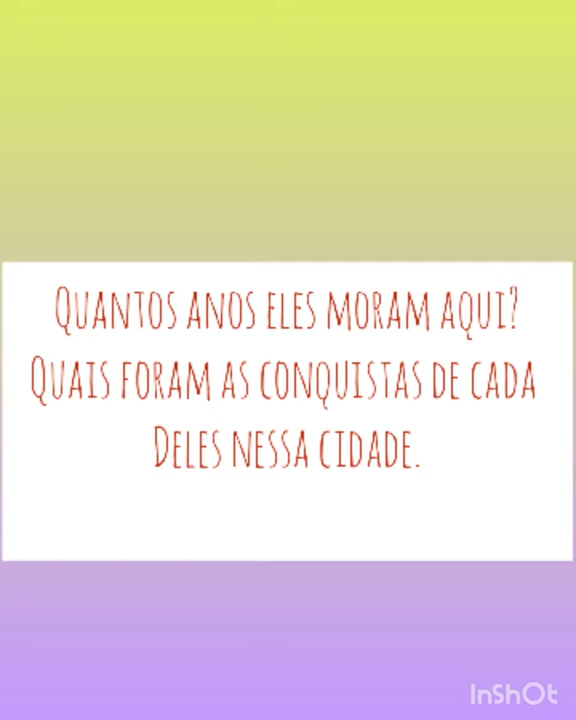 Quantos anos eles moram aqui?
Quais foram as conquistas de cada
Deles nessa cidade.
InShOt